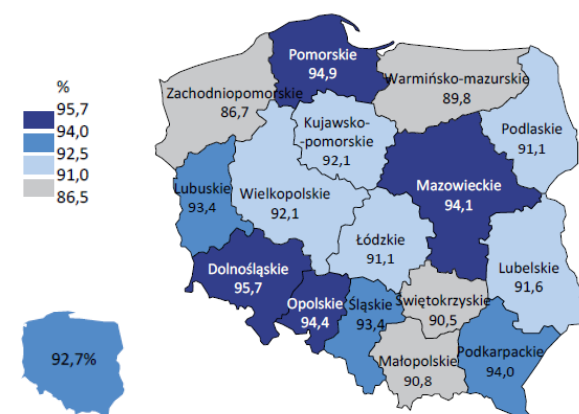 %
95,7
94,0
92,5
91,0
86,5
Pomorskie
94,9
Warmińsko-mazurskie
89,8
Zachodniopomorskie
86,7
Kujawsko-
-pomorskie
92,1
Podlaskie
91,1
Lubuskie
93,4
Wielkopolskie
92,1
Mazowieckie
94,1
Łódzkie
91,1
Dolnośląskie
95,7
Lubelskie
91,6
Opolskie
94,4
Śląskie
93,4
Świętokrzyskie
90,5
Małopolskie
90,8
Podkarpackie
94,0
92,7%